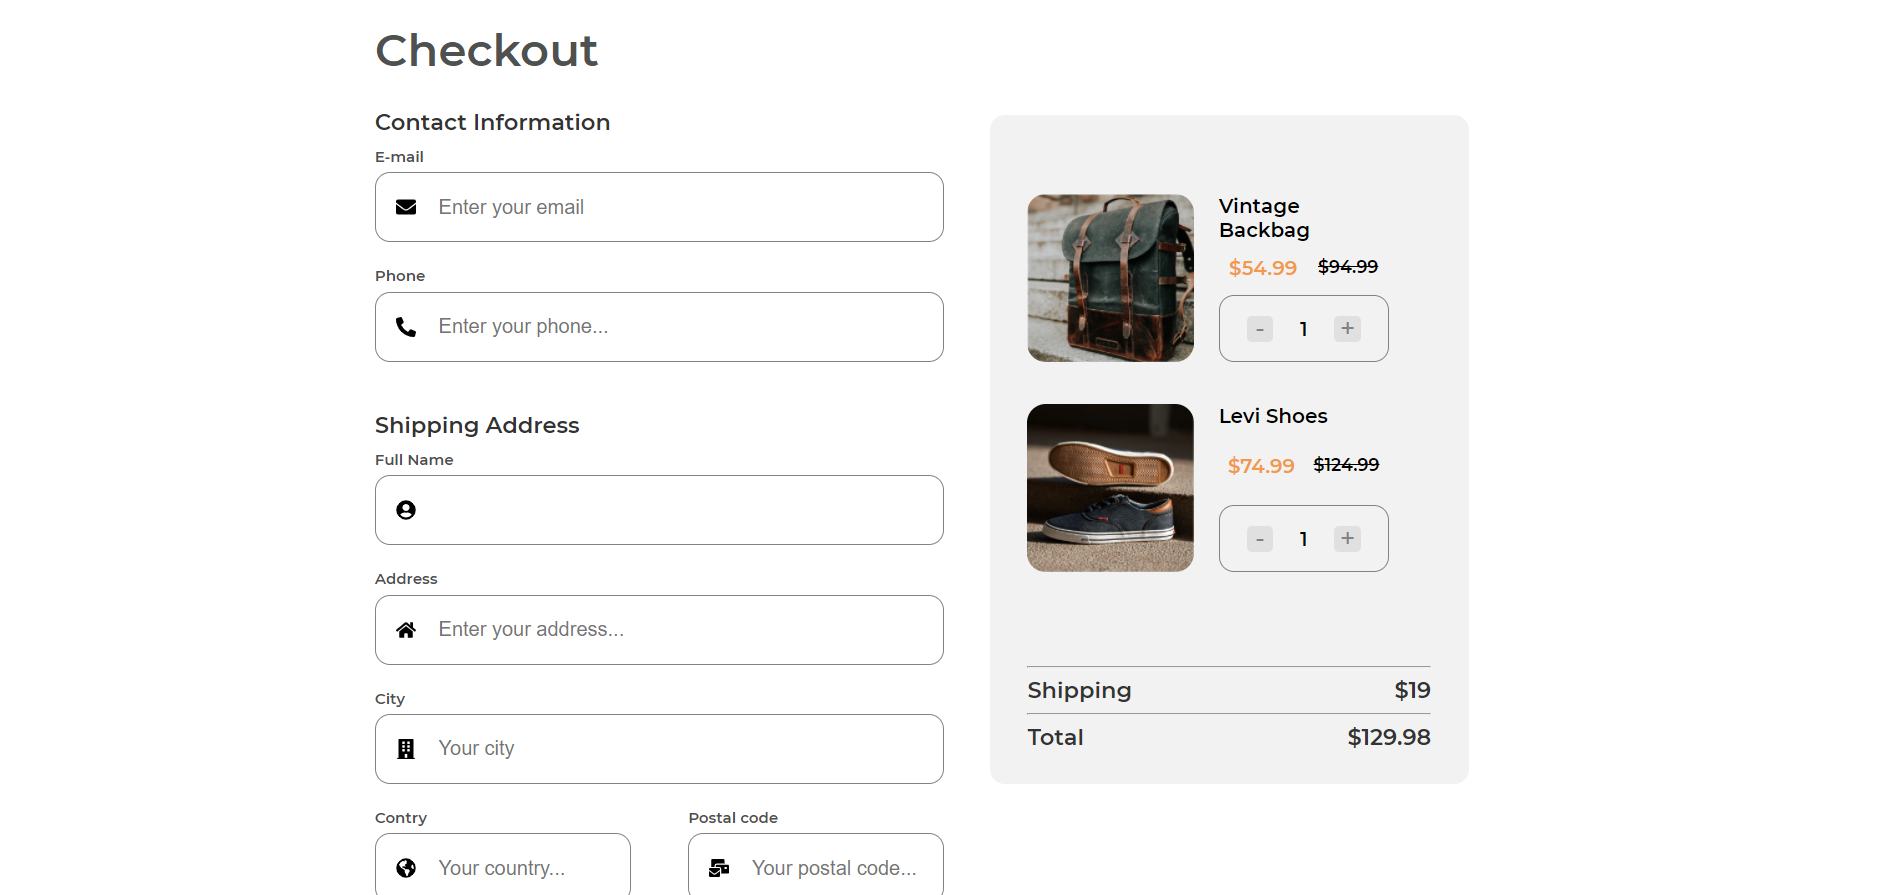 Checkout
Contact Information
E-mail
Enter your email
Phone
Enter your phone...
Shipping Address
Full Name
Address
Enter your address...
City
Your city
Contry Postal code
Your country... Your postal code...
Vintage
Backbag
$54.99 $94.99
- 1 +
Levi Shoes
$74.99 $124.99
- 1 +
Shipping $19
Total $129.98